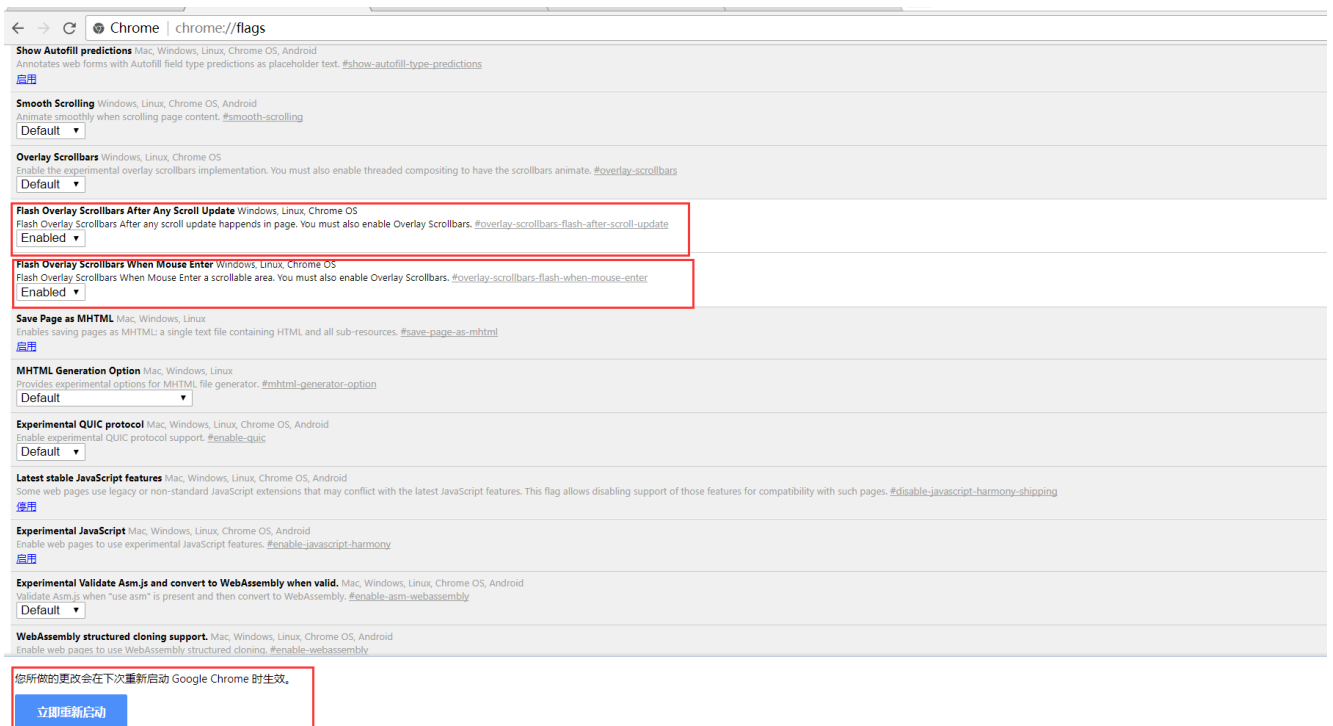 Chrome | chrome://flags
Show Autofill predictions Mac, Windows, Linux, Chrome OS, Android
Annotates web forms with Autofill field type predictions as placeholder text. #show-autofill-type-predictions
启用
Smooth Scrolling Windows, Linux, Chrome OS, Android
Animate smoothly when scrolling page content. #smooth-scrolling
Default
Overlay Scrollbars Windows, Linux, Chrome OS
Enable the experimental overlay scrollbars implementation. You must also enable threaded compositing to have the scrollbars animate. #overlay-scrollbars
Default
Flash Overlay Scrollbars After Any Scroll Update Windows, Linux, Chrome OS
Flash Overlay Scrollbars After any scroll update happends in page. You must also enable Overlay Scrollbars. #overlay-scrollbars-flash-after-scroll-update
Enabled
Flash Overlay Scrollbars When Mouse Enter Windows, Linux, Chrome OS
Flash Overlay Scrollbars When Mouse Enter a scrollable area. You must also enable Overlay Scrollbars. #overlay-scrollbars-flash-when-mouse-enter
Enabled
Save Page as MHTML Mac, Windows, Linux
Enables saving pages as MHTML: a single text file containing HTML and all sub-resources. #save-page-as-mhtml
启用
MHTML Generation Option Mac, Windows, Linux
Provides experimental options for MHTML file generator. #mhtml-generator-option
Default
Experimental QUIC protocol Mac, Windows, Linux, Chrome OS, Android
Enable experimental QUIC protocol support. #enable-quic
Default
Latest stable JavaScript features Mac, Windows, Linux, Chrome OS, Android
Some web pages use legacy or non-standard JavaScript extensions that may conflict with the latest JavaScript features. This flag allows disabling support of those features for compatibility with such pages. #disable-javascript-harmony-shipping
停用
Experimental JavaScript Mac, Windows, Linux, Chrome OS, Android
Enable web pages to use experimental JavaScript features. #enable-javascript-harmony
启用
Experimental Validate Asm.js and convert to WebAssembly when valid. Mac, Windows, Linux, Chrome OS, Android
Validate Asm.js when "use asm" is present and then convert to WebAssembly. #enable-asm-webassembly
Default
WebAssembly structured cloning support. Mac, Windows, Linux, Chrome OS, Android
Enable web pages to use WebAssembly structured cloning. #enable-webassembly
您所做的更改会在下次重新启动 Google Chrome 时生效。
立即重新启动